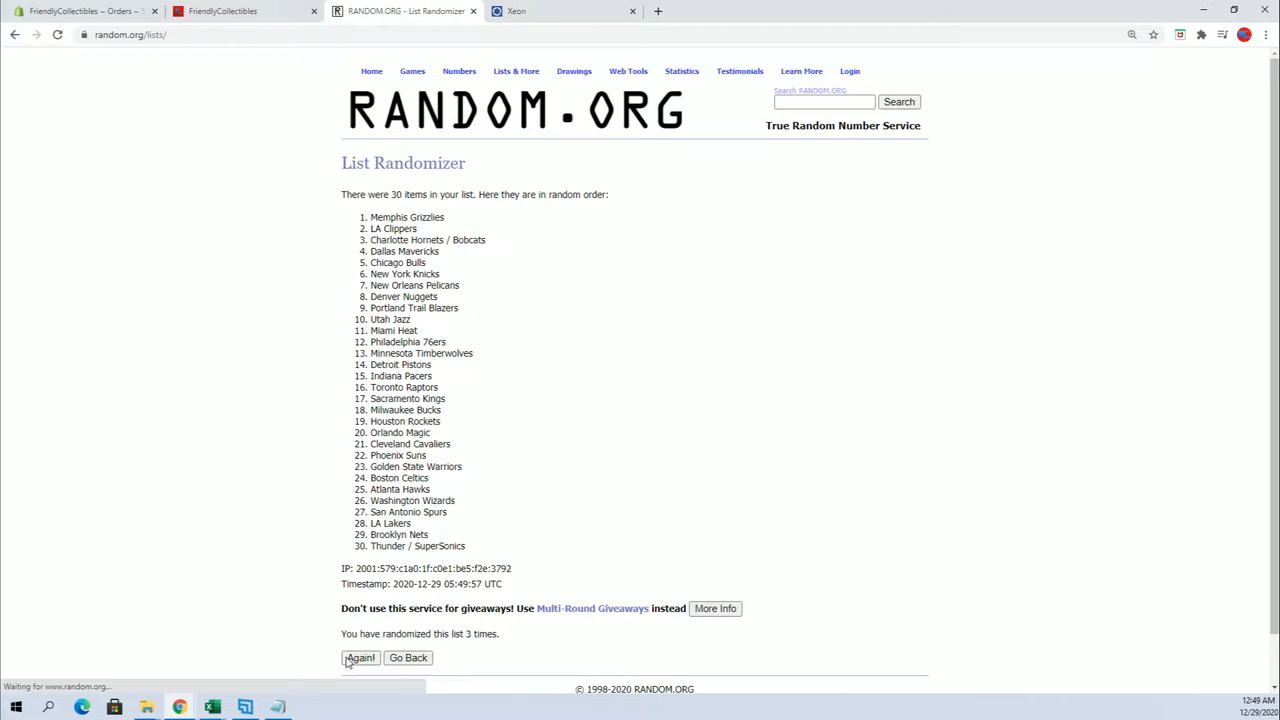 FriendlyCollectibles ~ Orders ~
FriendlyCollectibles
RANDOM.ORG - List Randomizer
Xeon
random.org/lists/
Home Games Numbers Lists & More Drawings Web Tools Statistics Testimonials Learn More Login
Search RANDOM.ORG
RANDOM.ORG
Search
True Random Number Service
List Randomizer
There were 30 items in your list. Here they are in random order:
1. Memphis Grizzlies
2. LA Clippers
3. Charlotte Hornets / Bobcats
4. Dallas Mavericks
5. Chicago Bulls
6. New York Knicks
7. New Orleans Pelicans
8. Denver Nuggets
9. Portland Trail Blazers
10. Utah Jazz
11. Miami Heat
12. Philadelphia 76ers
13. Minnesota Timberwolves
14. Detroit Pistons
15. Indiana Pacers
16. Toronto Raptors
17. Sacramento Kings
18. Milwaukee Bucks
19. Houston Rockets
20. Orlando Magic
21. Cleveland Cavaliers
22. Phoenix Suns
23. Golden State Warriors
24. Boston Celtics
25. Atlanta Hawks
26. Washington Wizards
27. San Antonio Spurs
28. LA Lakers
29. Brooklyn Nets
30. Thunder / SuperSonics
IP: 2001:579:c1a0:1f:c0e1:be5:f2e:3792
Timestamp: 2020-12-29 05:49:57 UTC
Don't use this service for giveaways! Use Multi-Round Giveaways instead More Info
You have randomized this list 3 times.
Again! Go Back
Waiting for www.random.org...
© 1998-2020 RANDOM.ORG
12:49 AM
12/29/2020